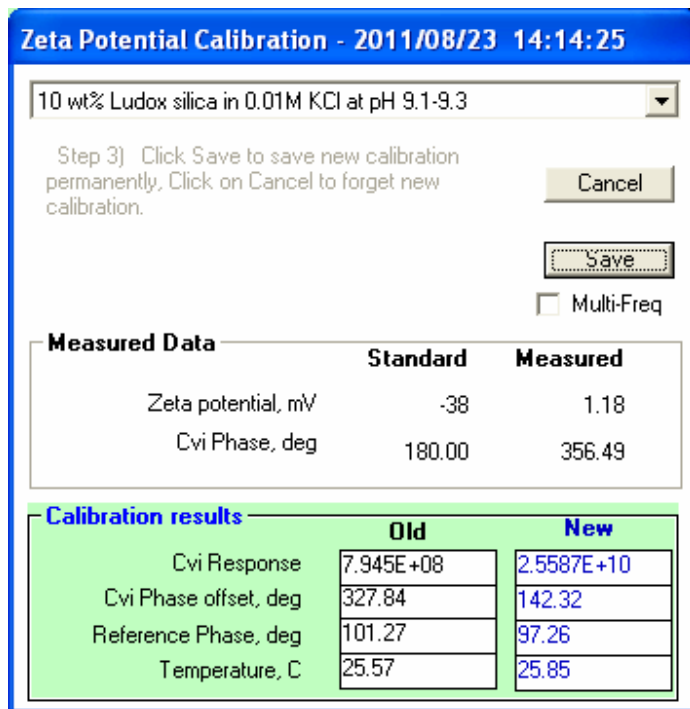 Zeta Potential Calibration - 2011/08/23 14:14:25
10 wt% Ludox silica in 0.01M KCl at pH 9.1-9.3
Step 3) Click Save to save new calibration
permanently, Click on Cancel to forget new
calibration.
Cancel
Save
Multi-Freq
Measured Data
Standard Measured
Zeta potential, mV -38 1.18
Cvi Phase, deg 180.00 356.49
Calibration results
Old New
Cvi Response 7.945E+08 2.5587E+10
Cvi Phase offset, deg 327.84 142.32
Reference Phase, deg 101.27 97.26
Temperature, C 25.57 25.85